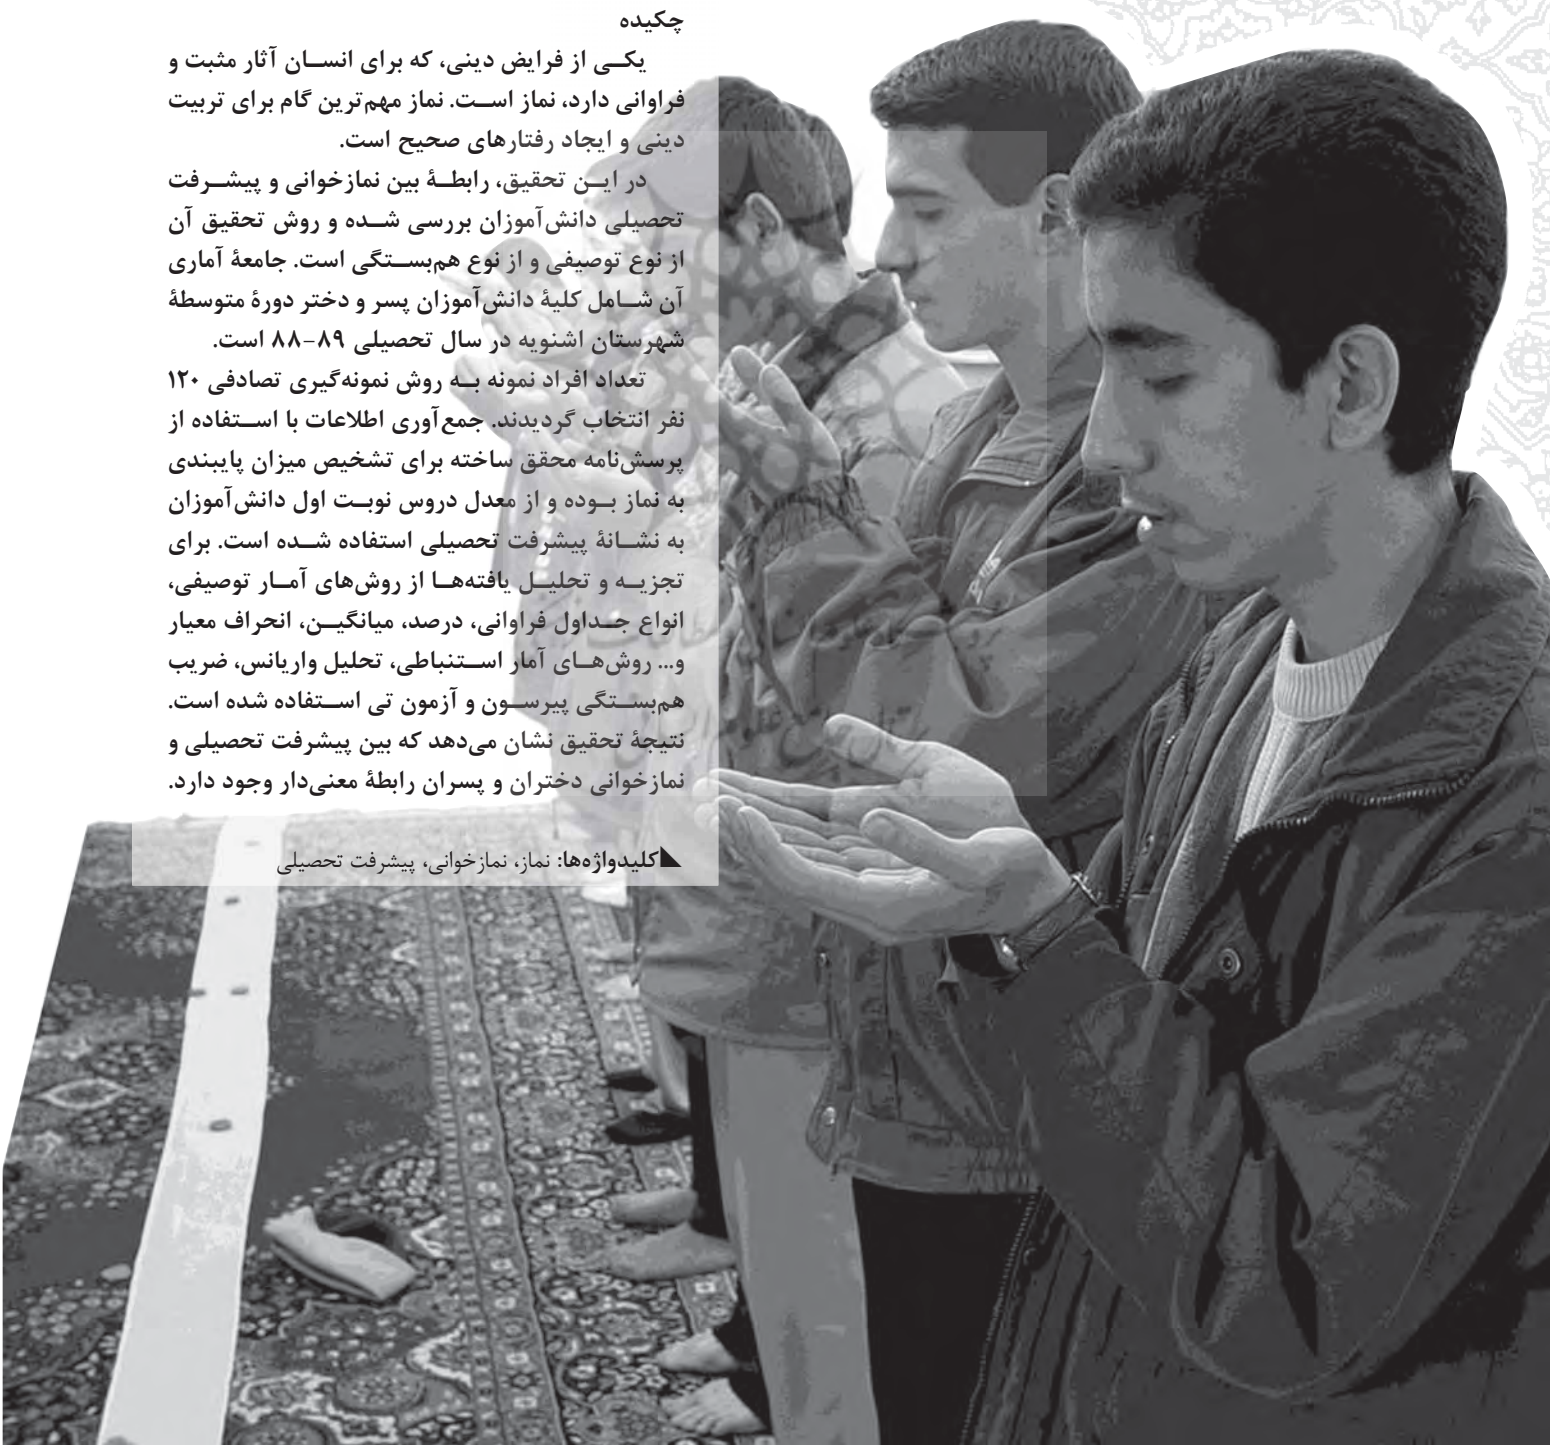 چکیده
یکی از فرایض دینی، که برای انسان آثار مثبت و
فراوانی دارد، نماز است. نماز مهم‌ترین گام برای تربیت
دینی و ایجاد رفتارهای صحیح است.
در این تحقیق، رابطهٔ بین نمازخوانی و پیشرفت
تحصیلی دانش‌آموزان بررسی شده و روش تحقیق آن
از نوع توصیفی و از نوع هم‌بستگی است. جامعهٔ آماری
آن شامل کلیهٔ دانش‌آموزان پسر و دختر دورهٔ متوسطهٔ
شهرستان اشنویه در سال تحصیلی ۸۹-۸۸ است.
تعداد افراد نمونه به روش نمونه‌گیری تصادفی ۱۲۰
نفر انتخاب گردیدند. جمع‌آوری اطلاعات با استفاده از
پرسش‌نامه محقق ساخته برای تشخیص میزان پایبندی
به نماز بوده و از معدل دروس نوبت اول دانش‌آموزان
به نشانهٔ پیشرفت تحصیلی استفاده شده است. برای
تجزیه و تحلیل یافته‌ها از روش‌های آمار توصیفی،
انواع جداول فراوانی، درصد، میانگین، انحراف معیار
و... روش‌های آمار استنباطی، تحلیل واریانس، ضریب
هم‌بستگی پیرسون و آزمون تی استفاده شده است.
نتیجهٔ تحقیق نشان می‌دهد که بین پیشرفت تحصیلی و
نمازخوانی دختران و پسران رابطهٔ معنی‌دار وجود دارد.
کلیدواژه‌ها: نماز، نمازخوانی، پیشرفت تحصیلی